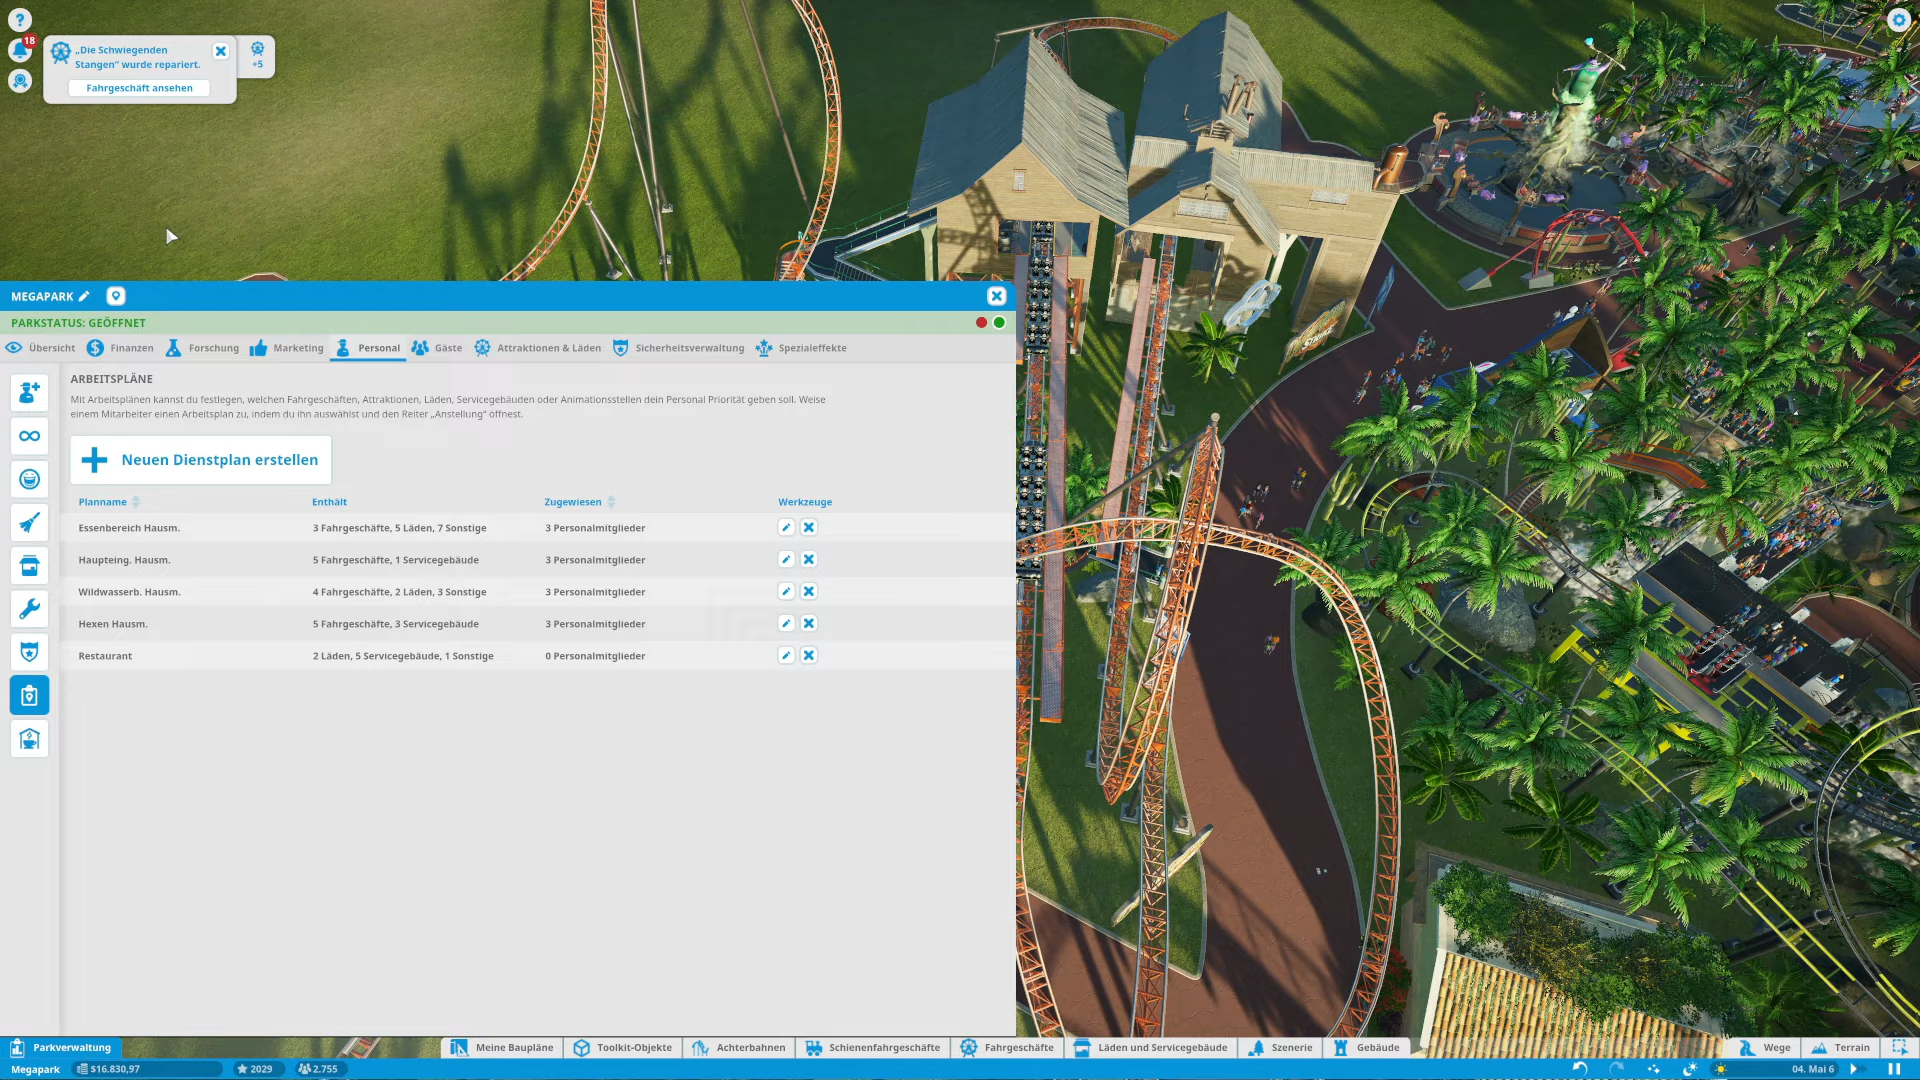 ?
18
„Die Schwiegenden
Stangen“ wurde repariert.
Fahrgeschäft ansehen
+5
MEGAPARK
PARKSTATUS: GEÖFFNET
Übersicht
Finanzen
Forschung
Marketing
Personal
Gäste
Attraktionen & Läden
Sicherheitsverwaltung
Spezialeffekte
ARBEITSPLÄNE
Mit Arbeitsplänen kannst du festlegen, welchen Fahrgeschäften, Attraktionen, Läden, Servicegebäuden oder Animationsstellen dein Personal Priorität geben soll. Weise
einem Mitarbeiter einen Arbeitsplan zu, indem du ihn auswählst und den Reiter „Anstellung“ öffnest.
Neuen Dienstplan erstellen
Planname Enthält Zugewiesen Werkzeuge
Essenbereich Hausm. 3 Fahrgeschäfte, 5 Läden, 7 Sonstige 3 Personalmitglieder
Haupteing. Hausm. 5 Fahrgeschäfte, 1 Servicegebäude 3 Personalmitglieder
Wildwasserb. Hausm. 4 Fahrgeschäfte, 2 Läden, 3 Sonstige 3 Personalmitglieder
Hexen Hausm. 5 Fahrgeschäfte, 3 Servicegebäude 3 Personalmitglieder
Restaurant 2 Läden, 5 Servicegebäude, 1 Sonstige 0 Personalmitglieder
Parkverwaltung
Meine Baupläne
Toolkit-Objekte
Achterbahnen
Schienenfahrgeschäfte
Fahrgeschäfte
Läden und Servicegebäude
Szenerie
Gebäude
Wege
Terrain
Megapark
$16.830,97
2029
2.755
04. Mai 6